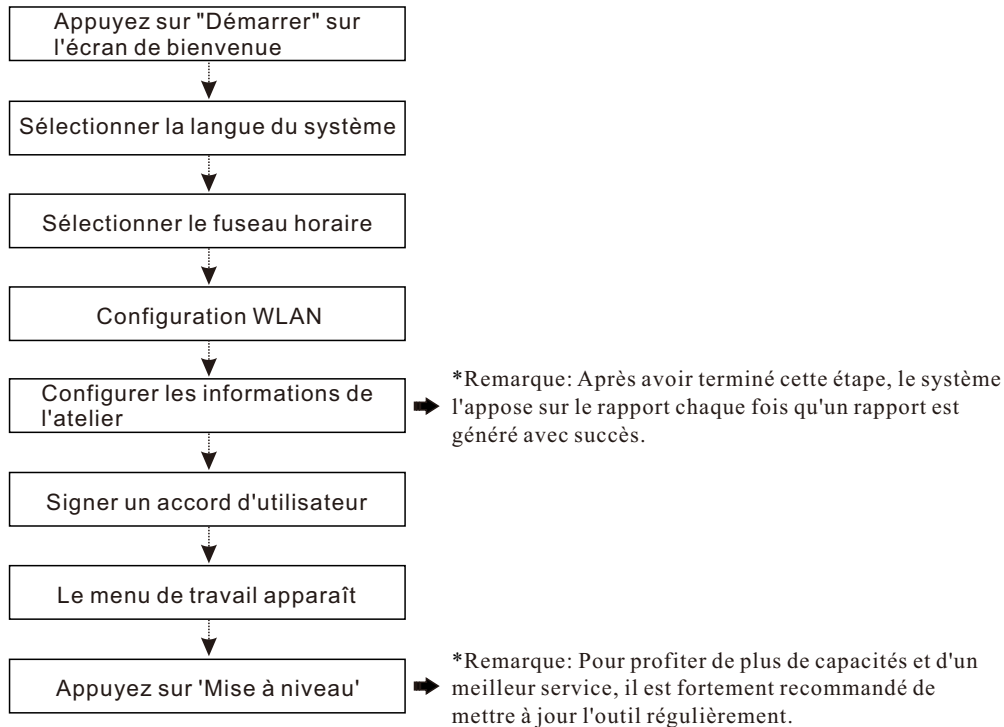 Appuyez sur "Démarrer" sur
l'écran de bienvenue
Sélectionner la langue du système
Sélectionner le fuseau horaire
Configuration WLAN
Configurer les informations de
l'atelier
*Remarque: Après avoir terminé cette étape, le système
l'appose sur le rapport chaque fois qu'un rapport est
généré avec succès.
Signer un accord d'utilisateur
Le menu de travail apparaît
Appuyez sur 'Mise à niveau'
*Remarque: Pour profiter de plus de capacités et d'un
meilleur service, il est fortement recommandé de
mettre à jour l'outil régulièrement.